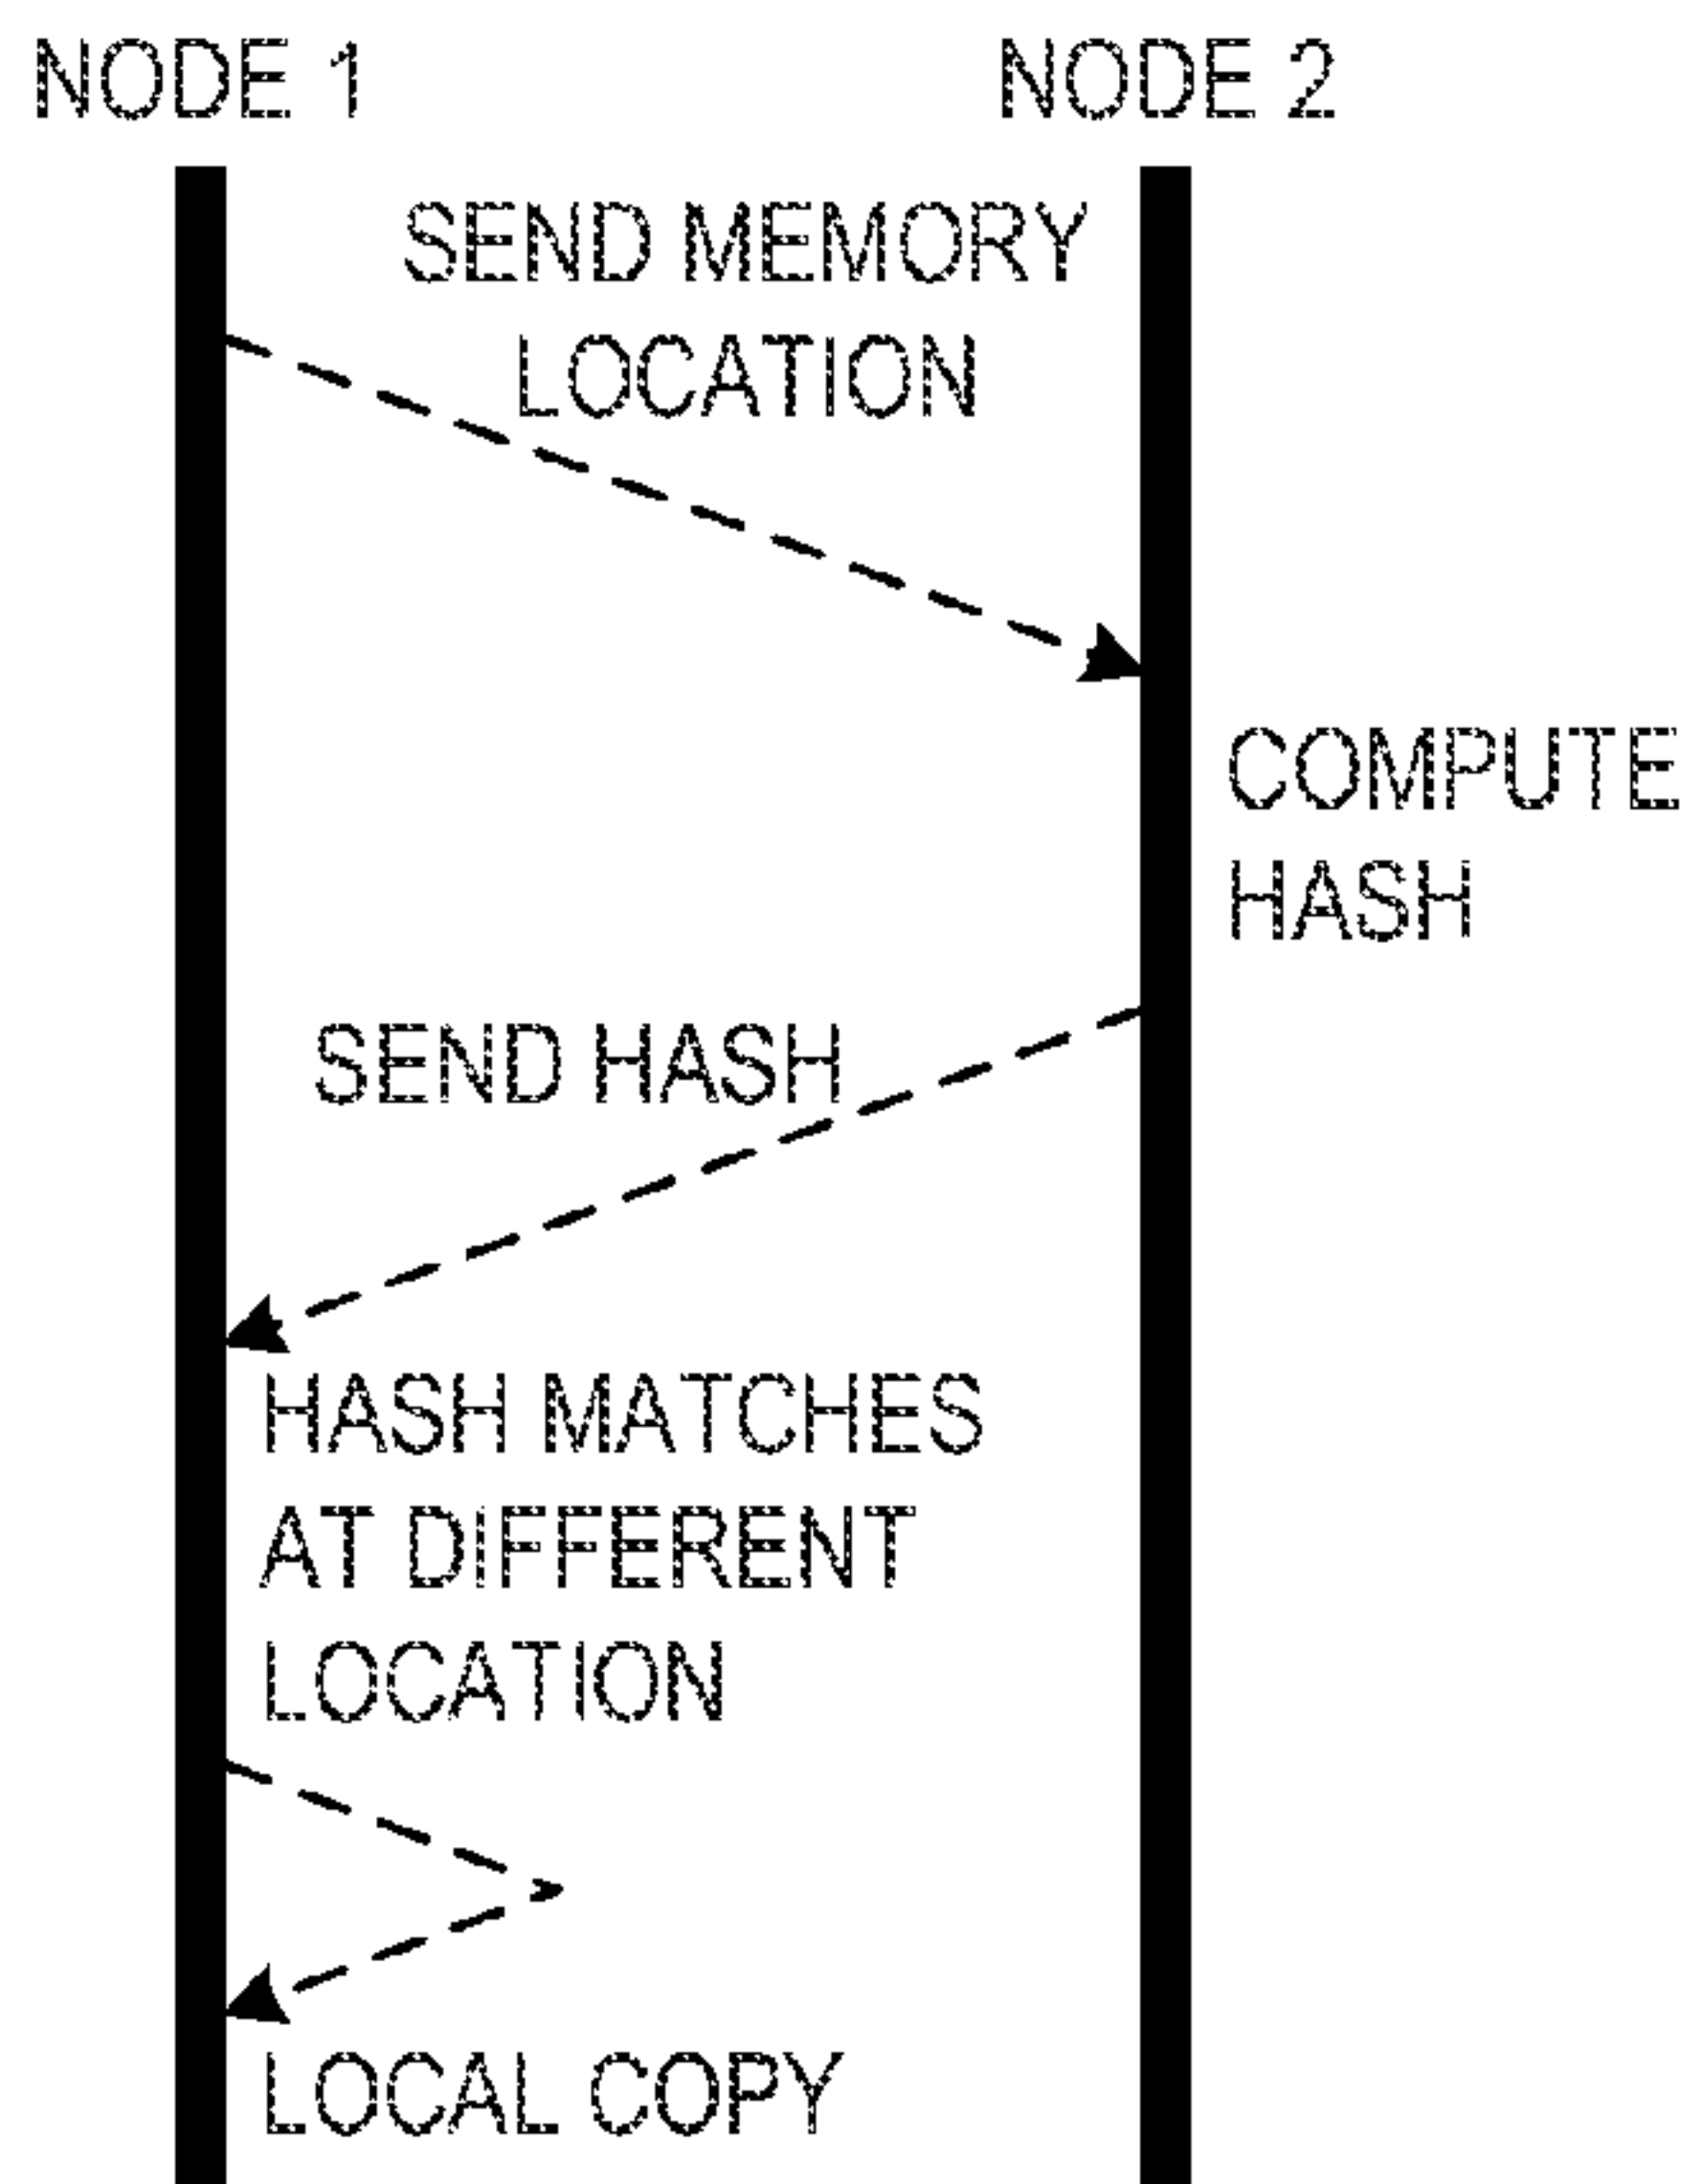 NODE 1
NODE 2
SEND MEMORY
LOCATION
COMPUTE
HASH
SEND HASH
HASH MATCHES
AT DIFFERENT
LOCATION
LOCAL COPY